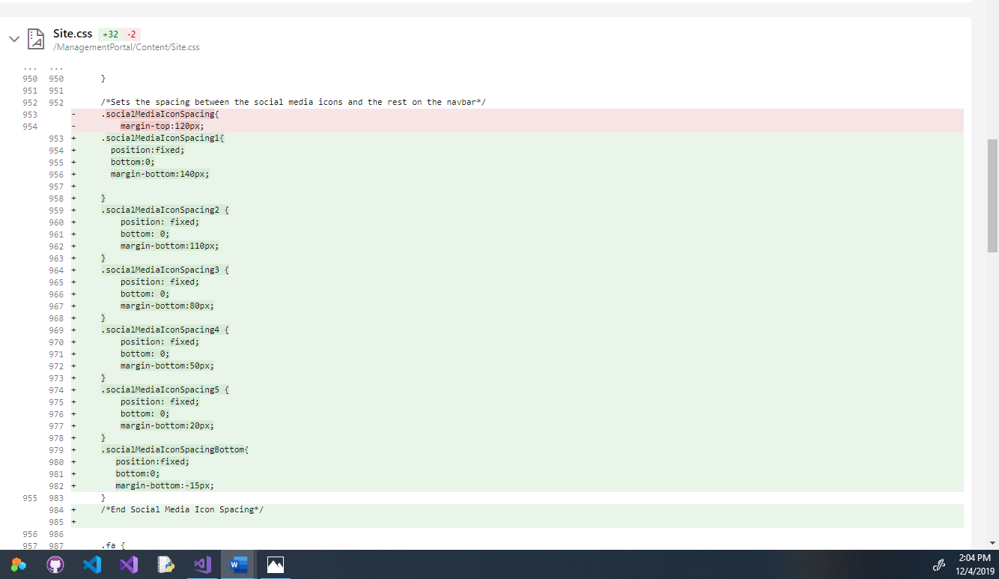 Site.css +32 -2
/ManagementPortal/Content/Site.css
... ...
950 950 }
951 951
952 952 /*Sets the spacing between the social media icons and the rest on the navbar*/
953 - .socialMediaIconSpacing{
954 - margin-top:120px;
953 + .socialMediaIconSpacing1{
954 + position:fixed;
955 + bottom:0;
956 + margin-bottom:140px;
957 +
958 + }
959 + .socialMediaIconSpacing2 {
960 + position: fixed;
961 + bottom: 0;
962 + margin-bottom:110px;
963 + }
964 + .socialMediaIconSpacing3 {
965 + position: fixed;
966 + bottom: 0;
967 + margin-bottom:80px;
968 + }
969 + .socialMediaIconSpacing4 {
970 + position: fixed;
971 + bottom: 0;
972 + margin-bottom:50px;
973 + }
974 + .socialMediaIconSpacing5 {
975 + position: fixed;
976 + bottom: 0;
977 + margin-bottom:20px;
978 + }
979 + .socialMediaIconSpacingBottom{
980 + position:fixed;
981 + bottom:0;
982 + margin-bottom:-15px;
955 983 }
984 + /*End Social Media Icon Spacing*/
985 +
956 986
957 987 .fa {
2:04 PM
12/4/2019